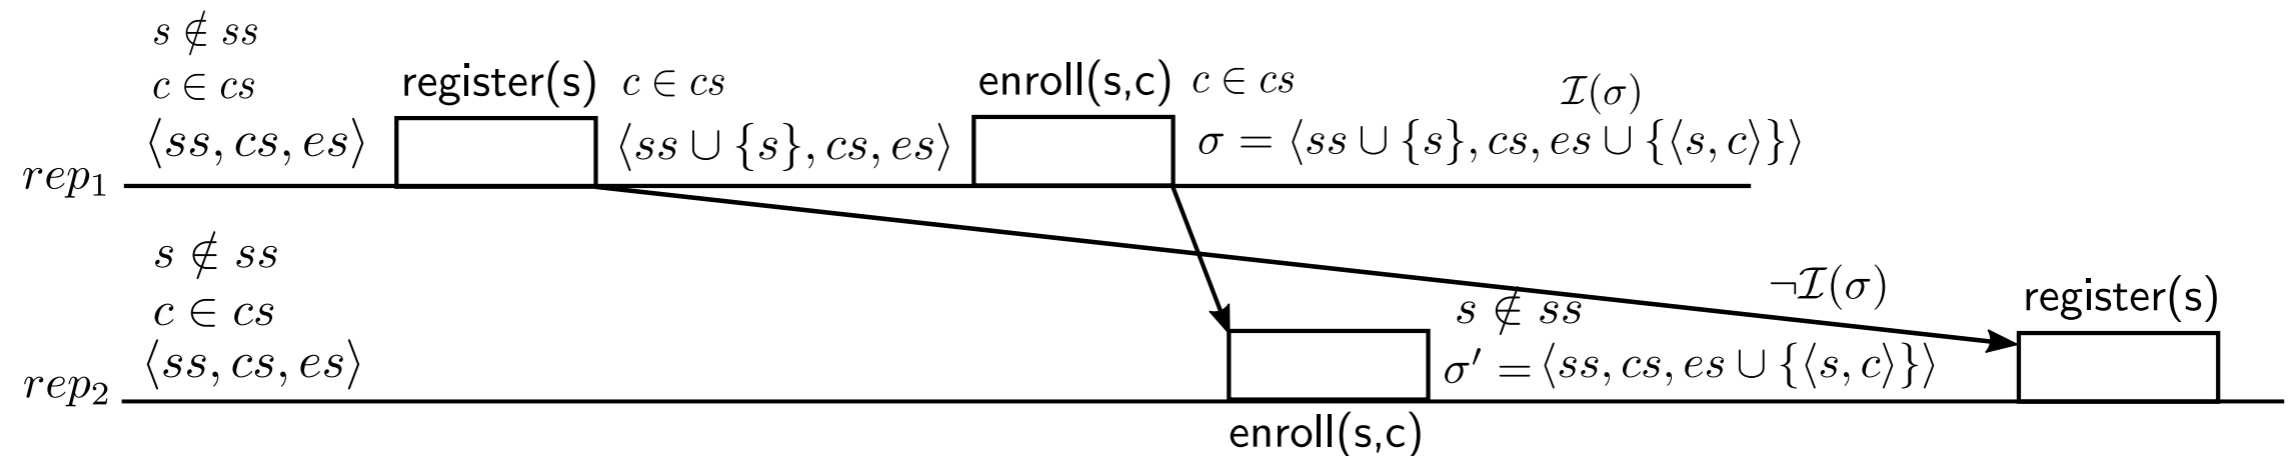 s ∉ ss
c ∈ cs
⟨ss, cs, es⟩
rep₁
register(s)
c ∈ cs
⟨ss ∪ {s}, cs, es⟩
enroll(s,c)
c ∈ cs
I(σ)
σ = ⟨ss ∪ {s}, cs, es ∪ {⟨s, c⟩}⟩
s ∉ ss
c ∈ cs
⟨ss, cs, es⟩
rep₂
enroll(s,c)
s ∉ ss
¬I(σ)
σ′ = ⟨ss, cs, es ∪ {⟨s, c⟩}⟩
register(s)